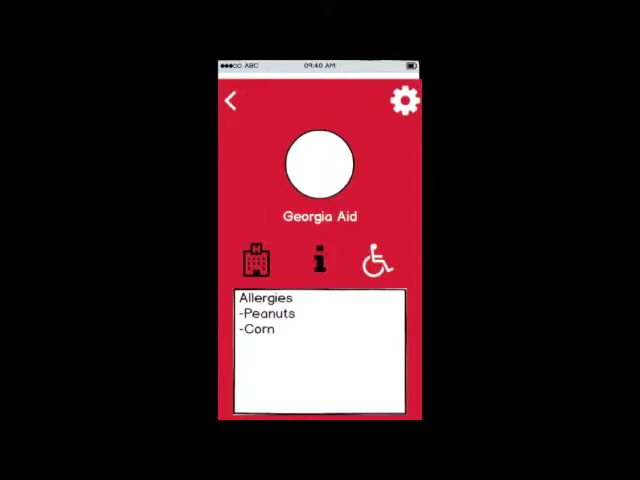 ABC 09:40 AM
Georgia Aid
Allergies
-Peanuts
-Corn